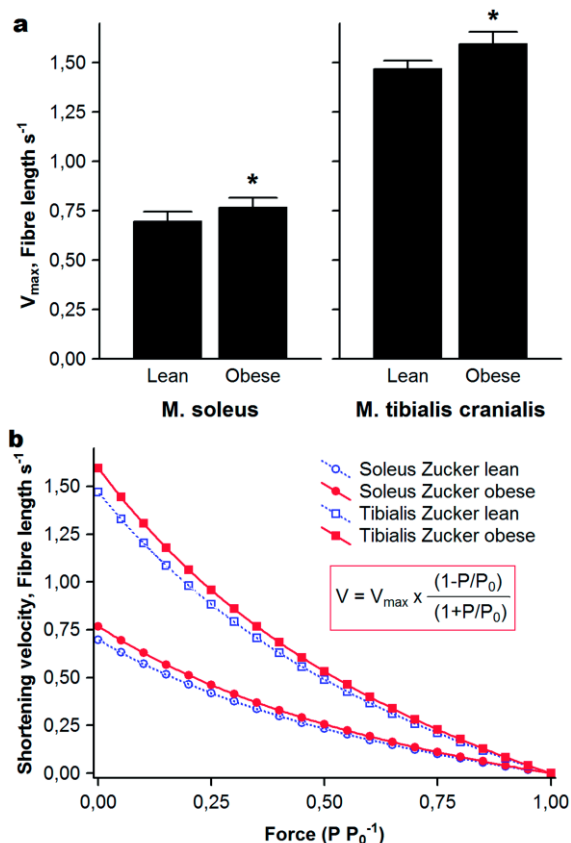 a
V_max, Fibre length s⁻¹
1,50
1,25
1,00
0,75
0,50
0,25
0,00
*
*
Lean Obese Lean Obese
M. soleus M. tibialis cranialis
b
Shortening velocity, Fibre length s⁻¹
1,50
1,25
1,00
0,75
0,50
0,25
0,00
Soleus Zucker lean
Soleus Zucker obese
Tibialis Zucker lean
Tibialis Zucker obese
V = V_max x (1-P/P₀) / (1+P/P₀)
0,00 0,25 0,50 0,75 1,00
Force (P P₀⁻¹)